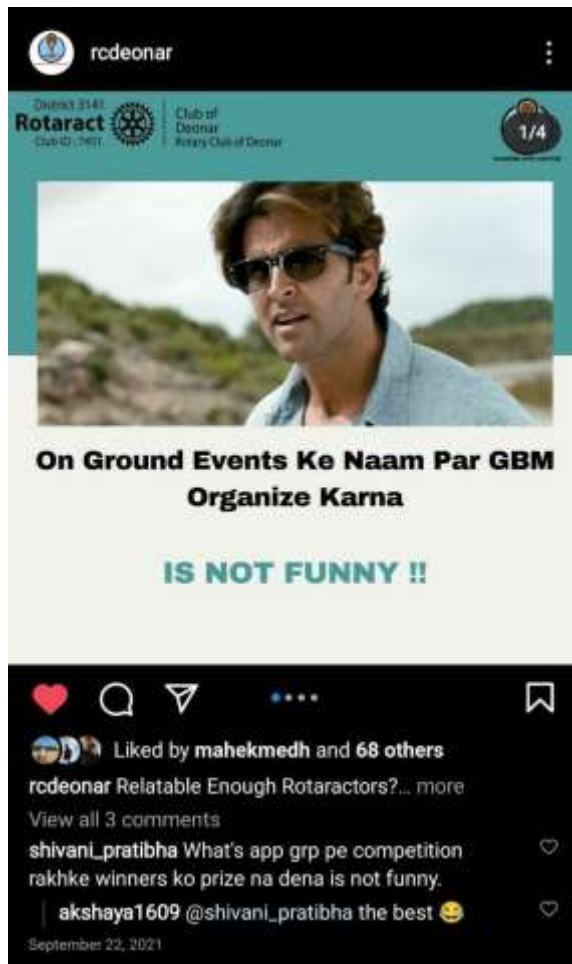 rcdeonar
District 3141
Rotaract
Club ID : 7401
Club of
Deonar
Rotary Club of Deonar
1/4
On Ground Events Ke Naam Par GBM
Organize Karna
IS NOT FUNNY !!
Liked by mahekmedh and 68 others
rcdeonar Relatable Enough Rotaractors?... more
View all 3 comments
shivani_pratibha What's app grp pe competition
rakhke winners ko prize na dena is not funny.
akshaya1609 @shivani_pratibha the best 😂
September 22, 2021